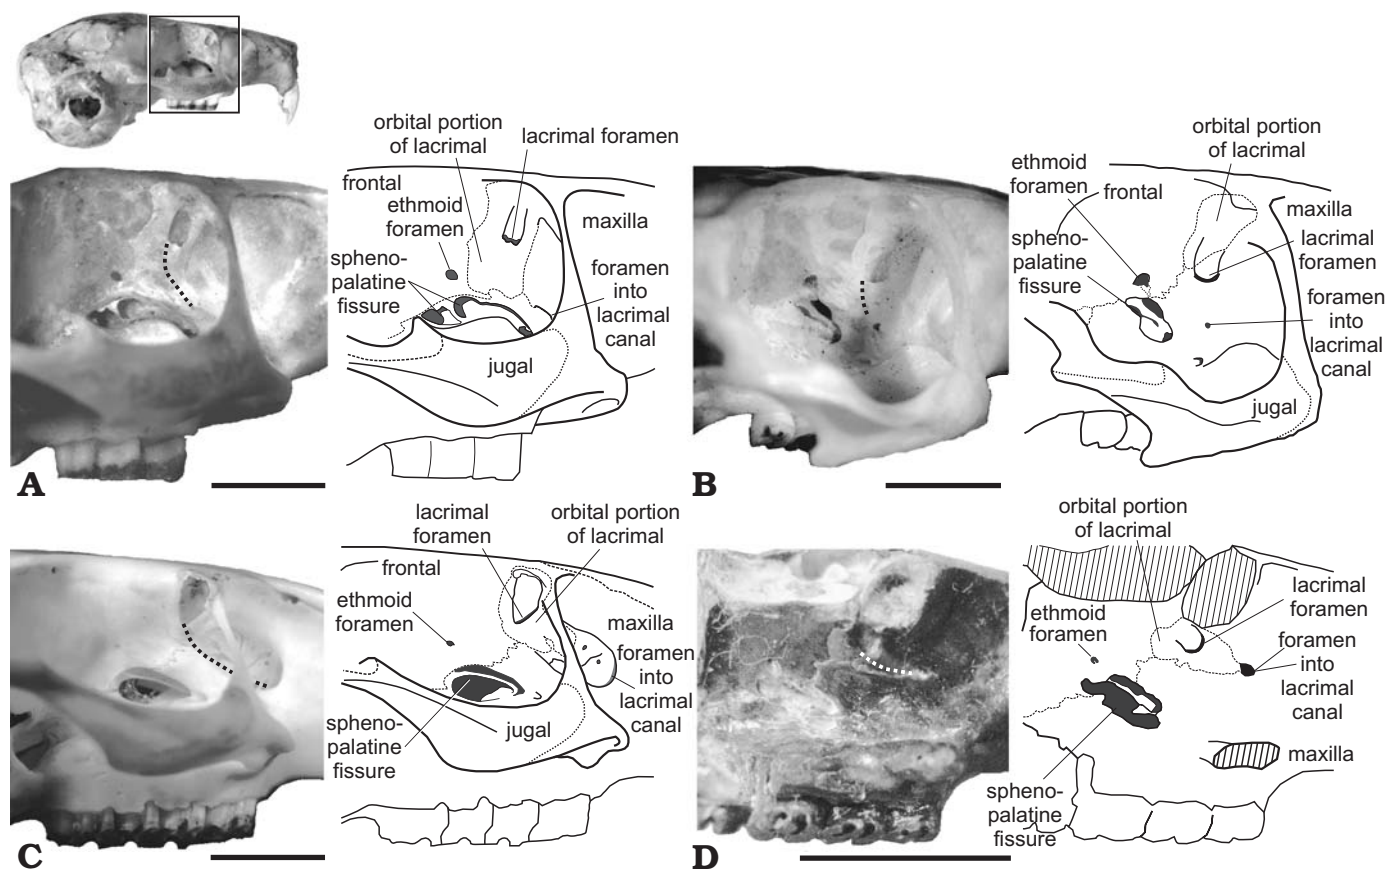 orbital portion
of lacrimal
lacrimal foramen
frontal
ethmoid
foramen
maxilla
spheno-
palatine
fissure
foramen
into
lacrimal
canal
jugal
A
orbital portion
of lacrimal
ethmoid
foramen
frontal
maxilla
spheno-
palatine
fissure
lacrimal
foramen
foramen
into
lacrimal
canal
jugal
B
lacrimal
foramen
orbital portion
of lacrimal
frontal
ethmoid
foramen
maxilla
foramen
into
lacrimal
canal
spheno-
palatine
fissure
jugal
C
orbital portion
of lacrimal
lacrimal
foramen
ethmoid
foramen
foramen
into
lacrimal
canal
maxilla
spheno-
palatine
fissure
D